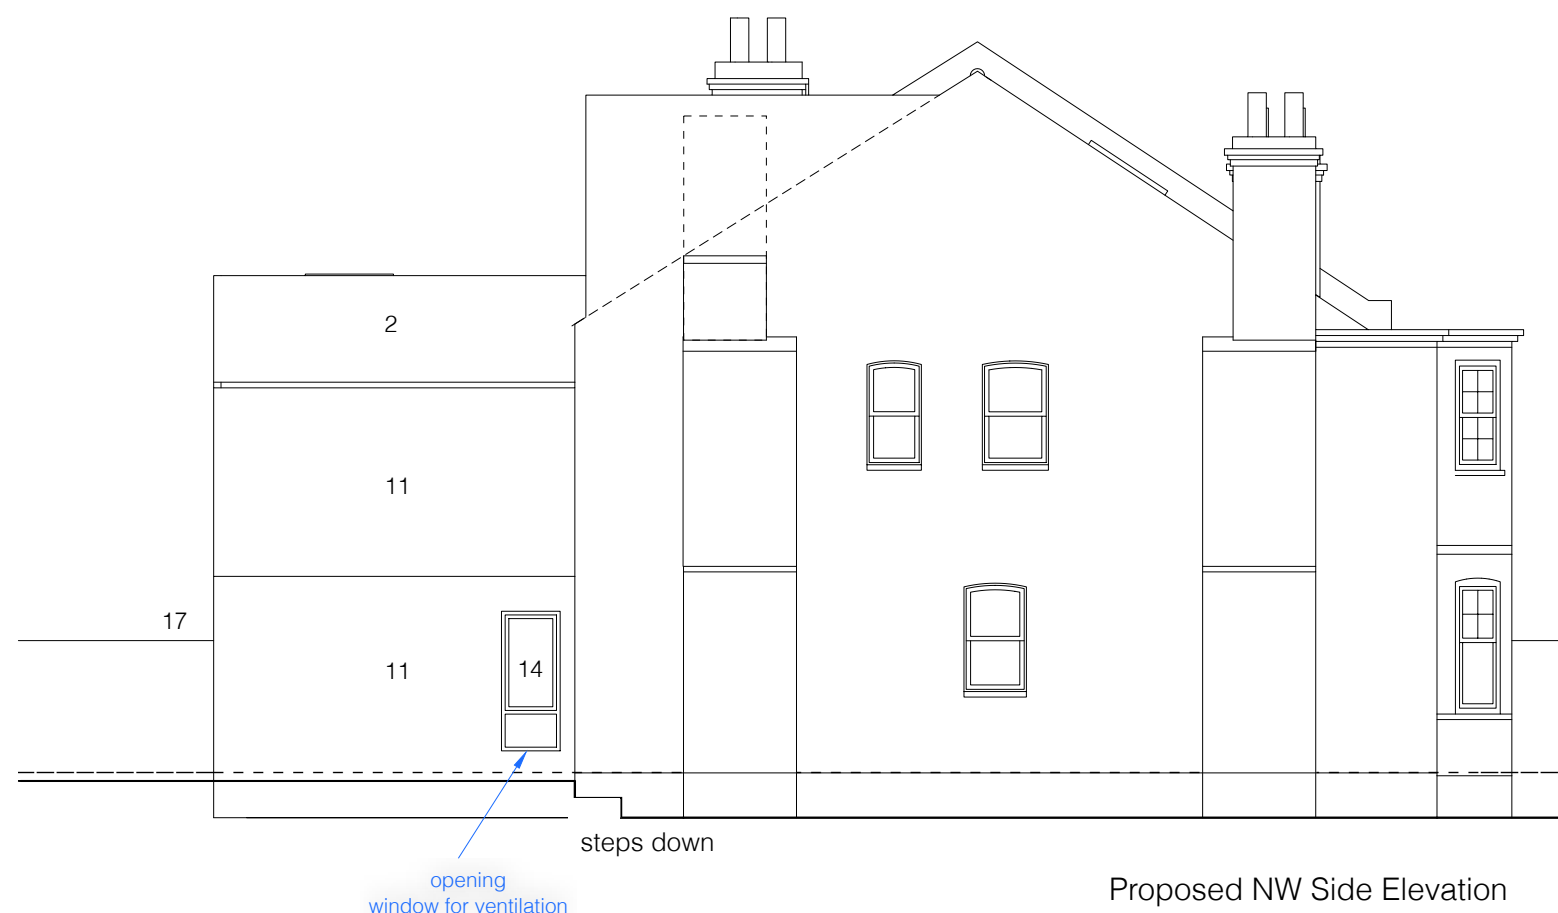 2
11
17
11
14
steps down
opening
window for ventilation
Proposed NW Side Elevation